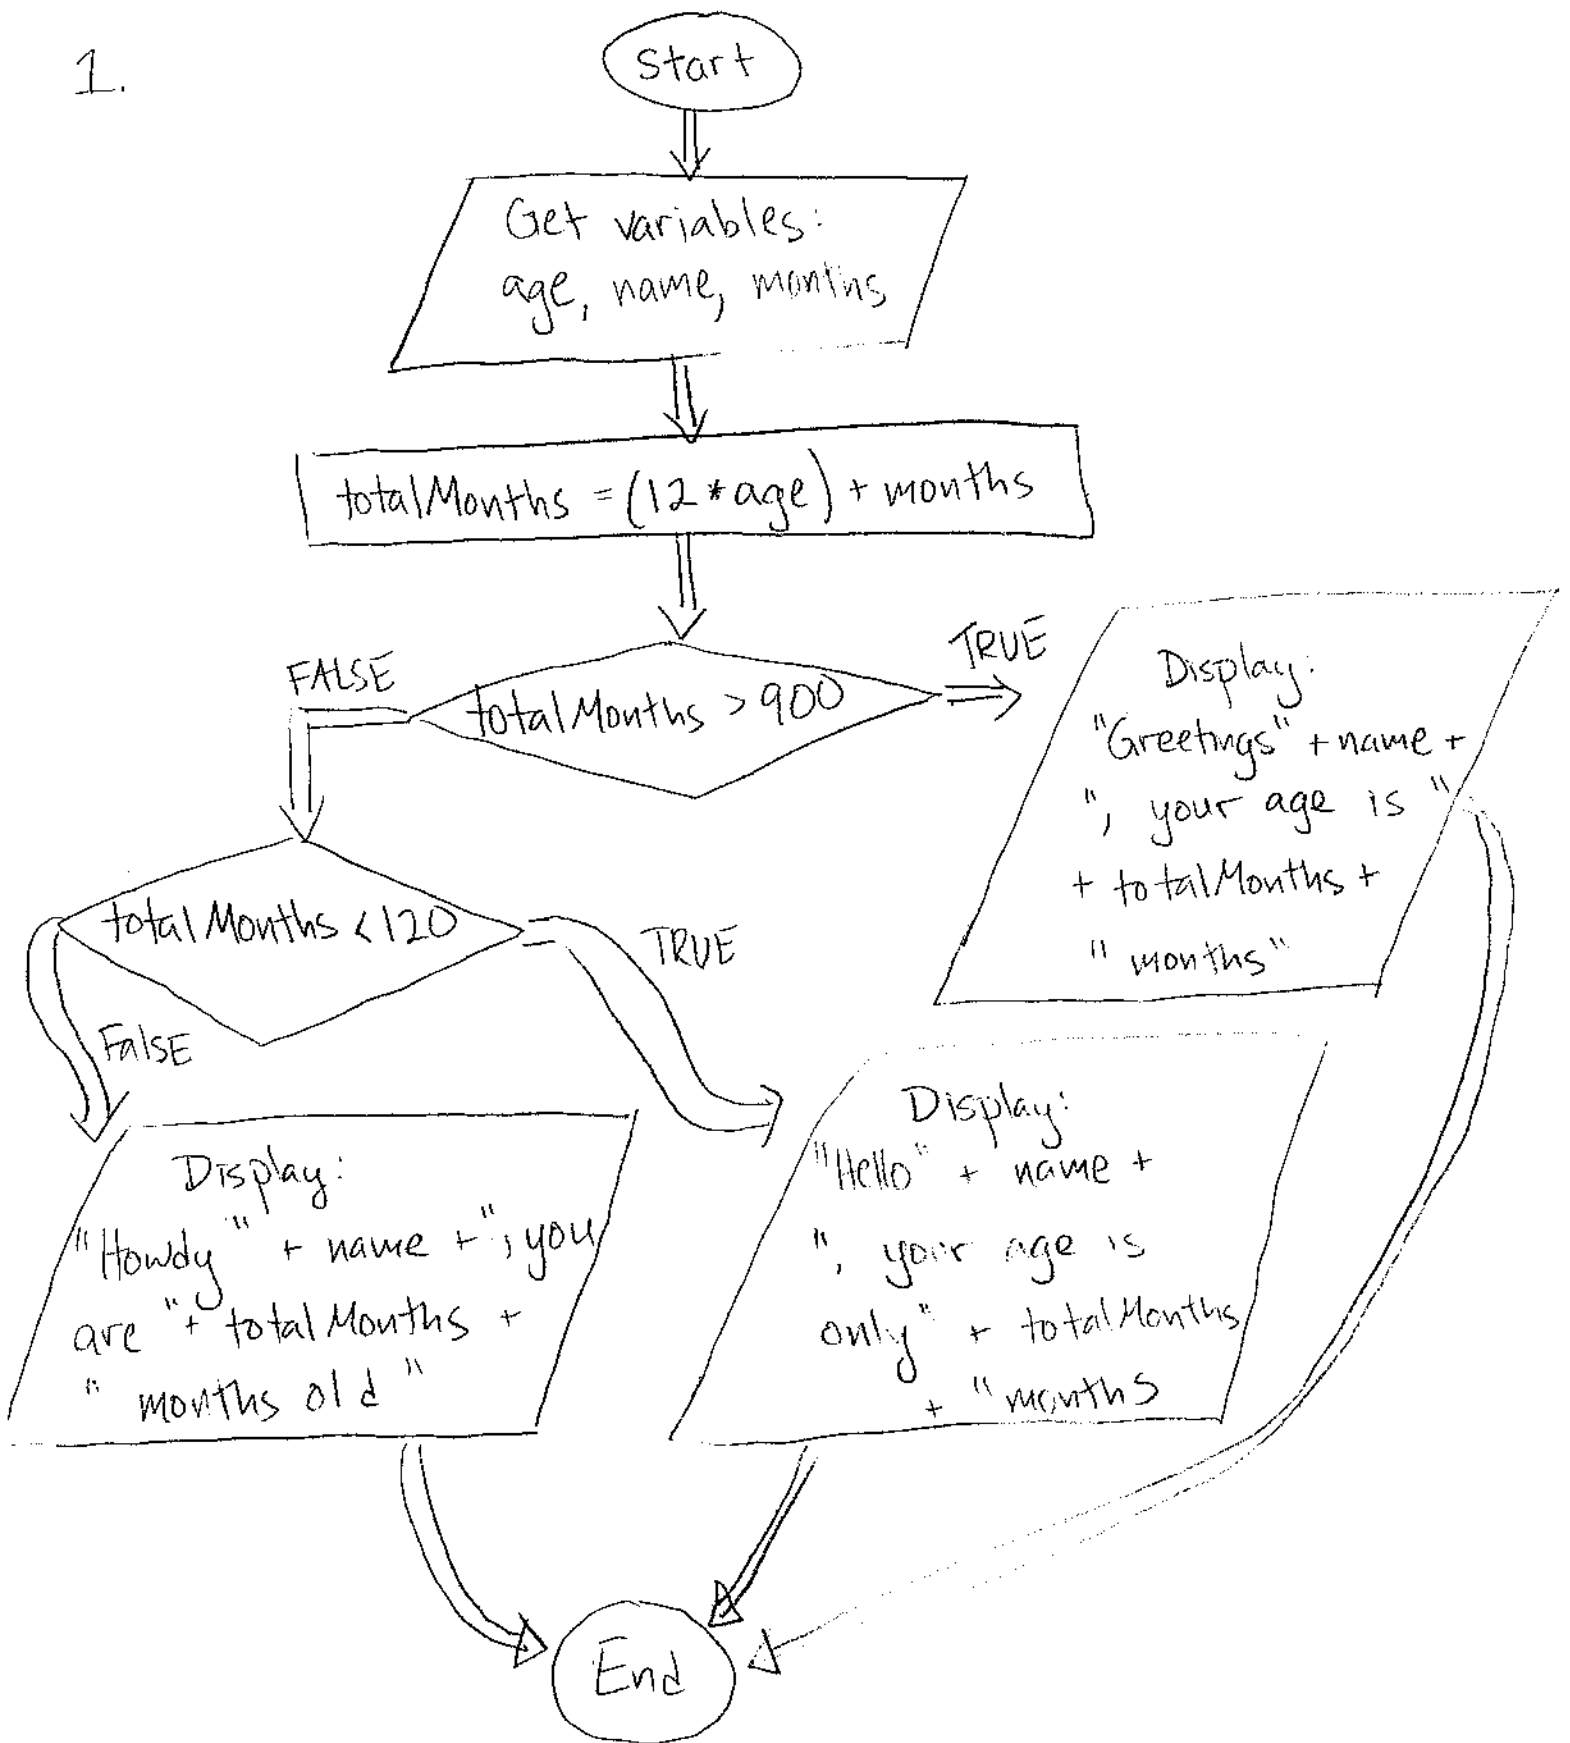 1.
Start
Get variables:
age, name, months
totalMonths = (12 * age) + months
totalMonths > 900
TRUE
FALSE
Display:
"Greetings" + name +
", your age is "
+ totalMonths +
" months"
totalMonths < 120
TRUE
FalsE
Display:
"Howdy " + name + ", you
are " + totalMonths +
" months old "
Display:
"Hello" + name +
", your age is
only" + totalMonths
+ "months
End